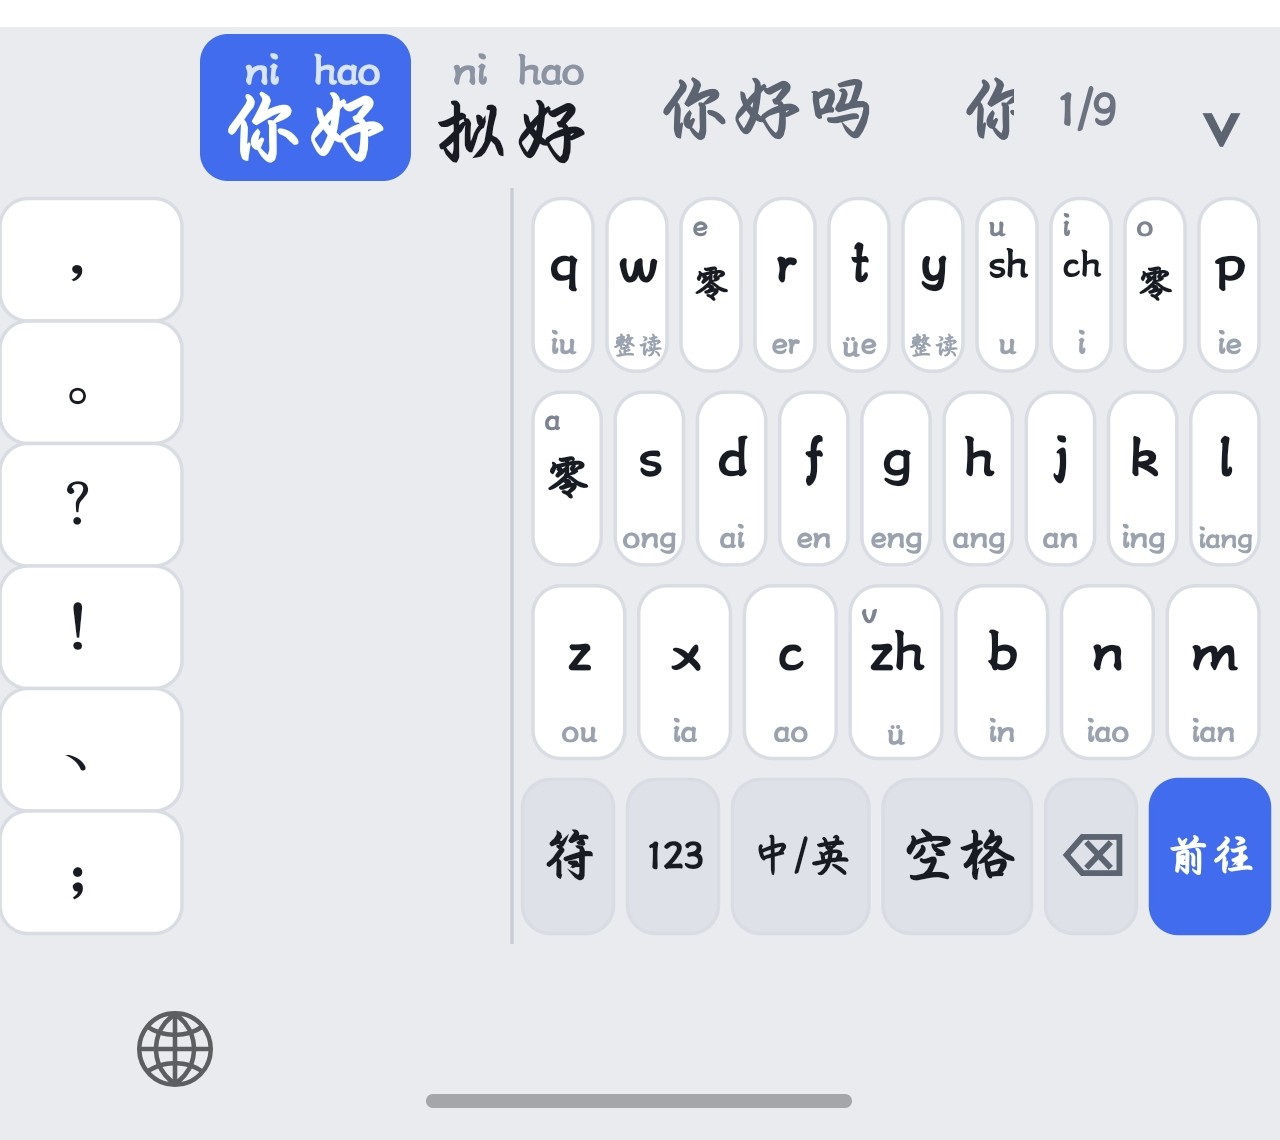 ni hao ni hao
你好 拟好 你好吗 你 1/9
，
。
？
！
、
；
e u i o
q w 零 r t y sh ch 零 p
iu 整读 er üe 整读 u i ie
a
零 s d f g h j k l
ong ai en eng ang an ing iang
v
z x c zh b n m
ou ia ao ü in iao ian
符 123 中/英 空格 前往